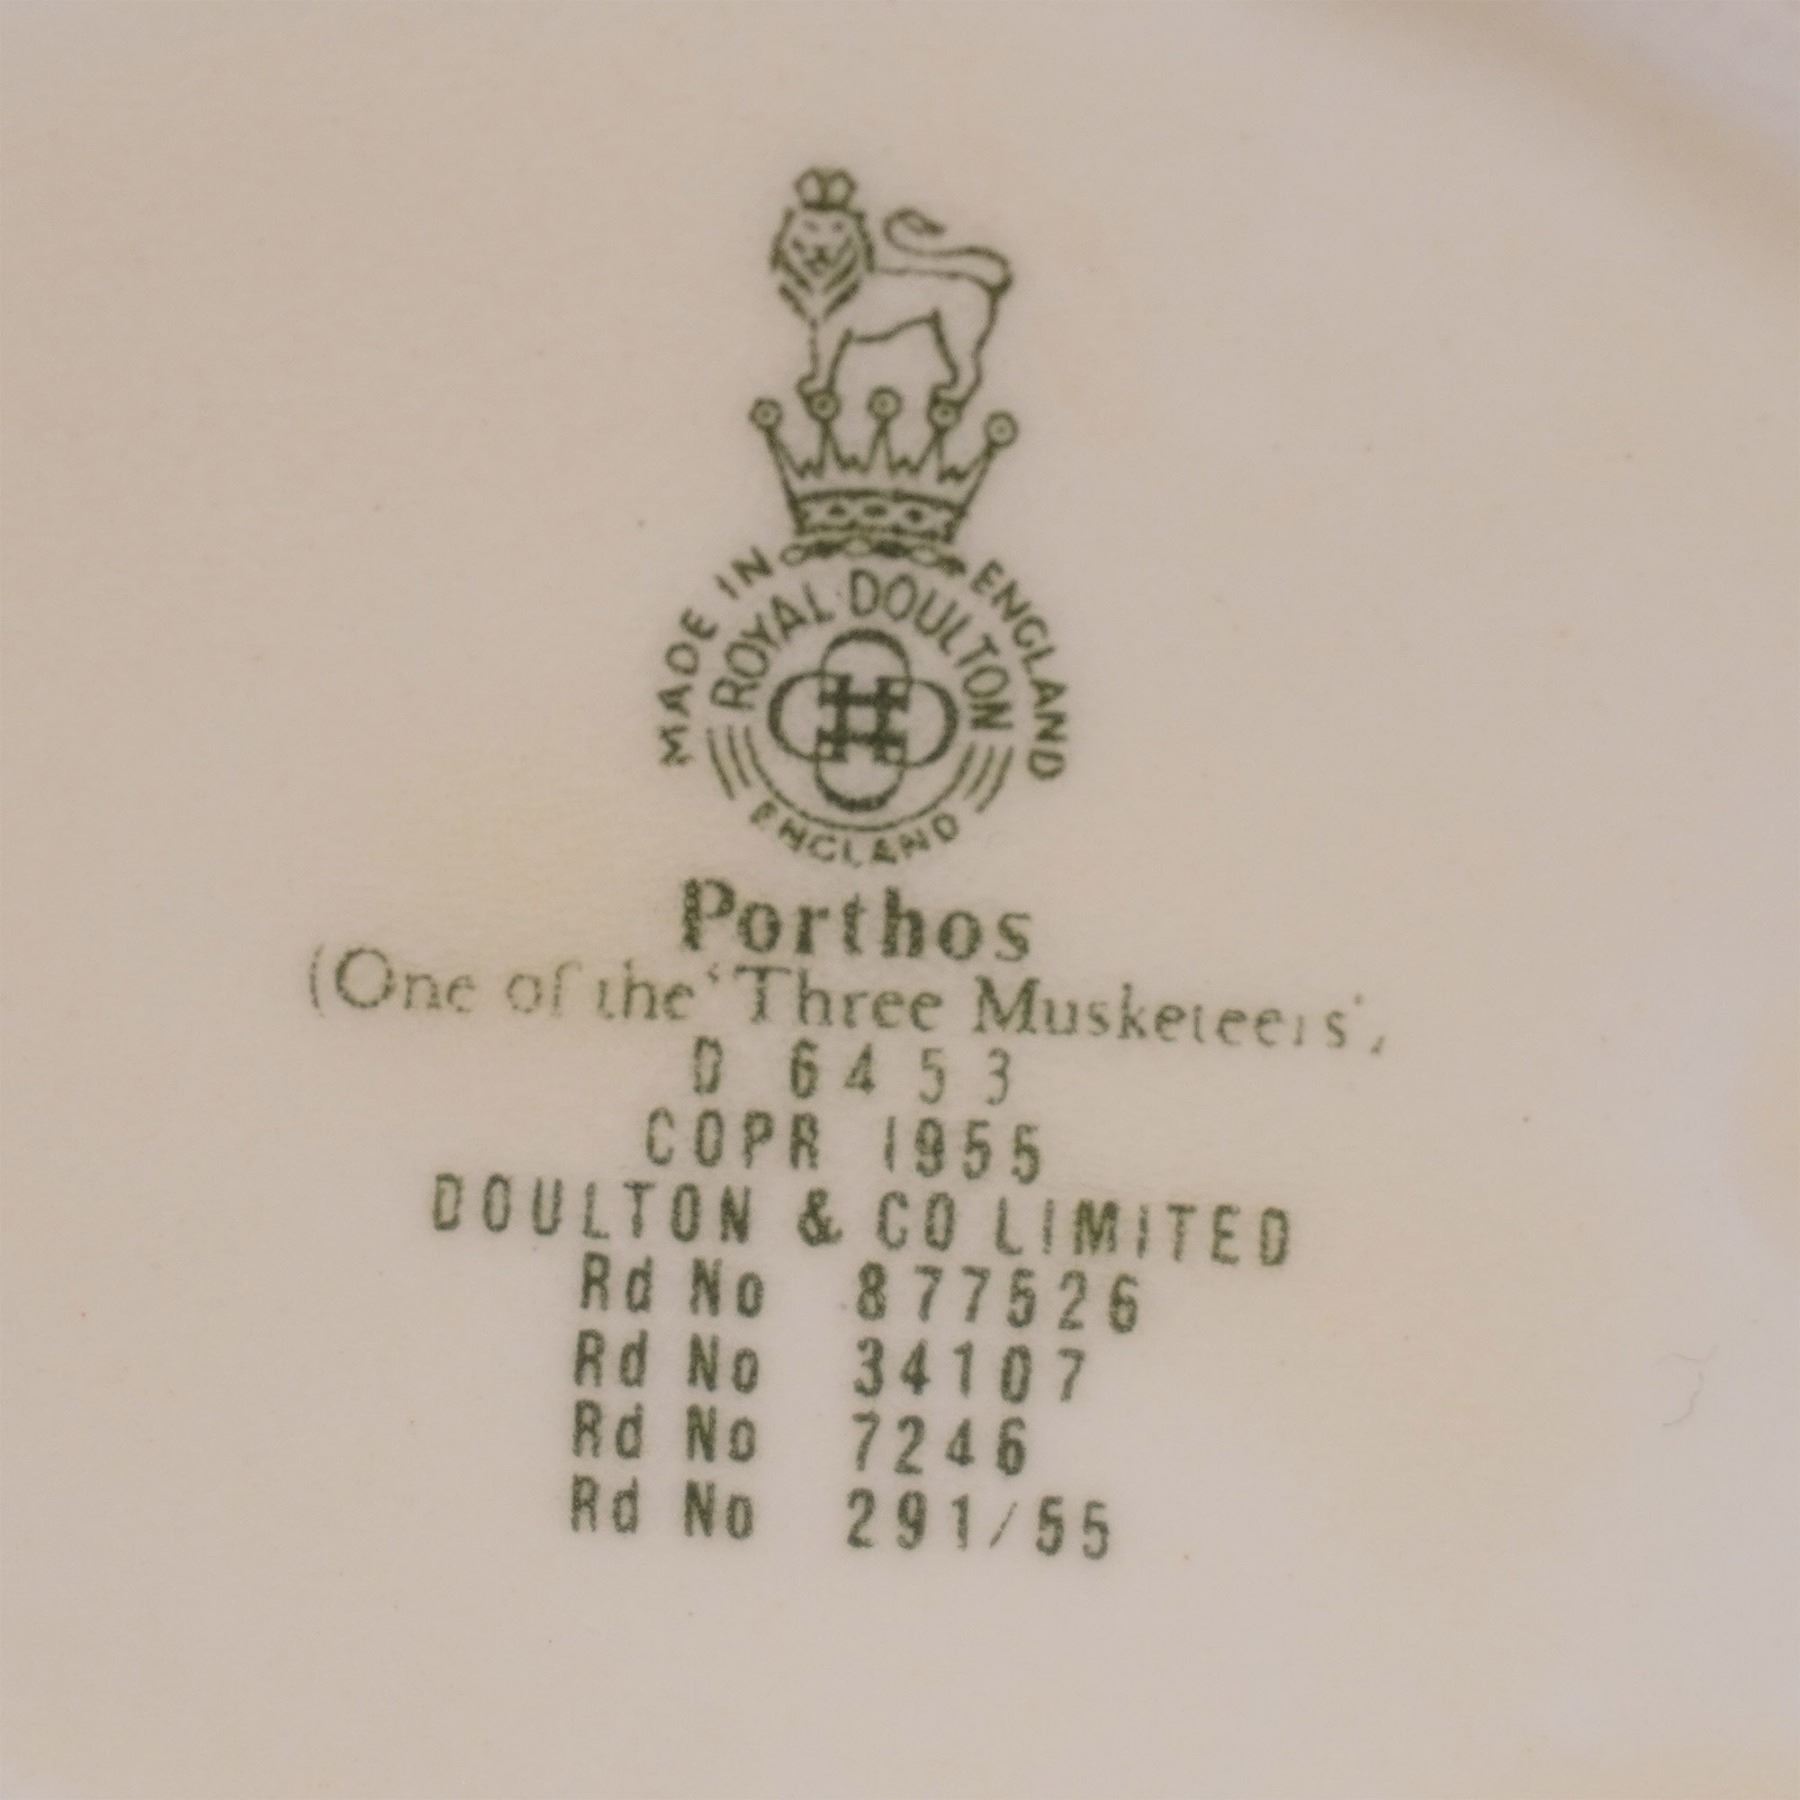 MADE IN ENGLAND
ROYAL DOULTON
ENGLAND
Porthos
(One of the 'Three Musketeers',
D 6453
COPR 1955
DOULTON & CO LIMITED
Rd No 877526
Rd No 34107
Rd No 7246
Rd No 291/55